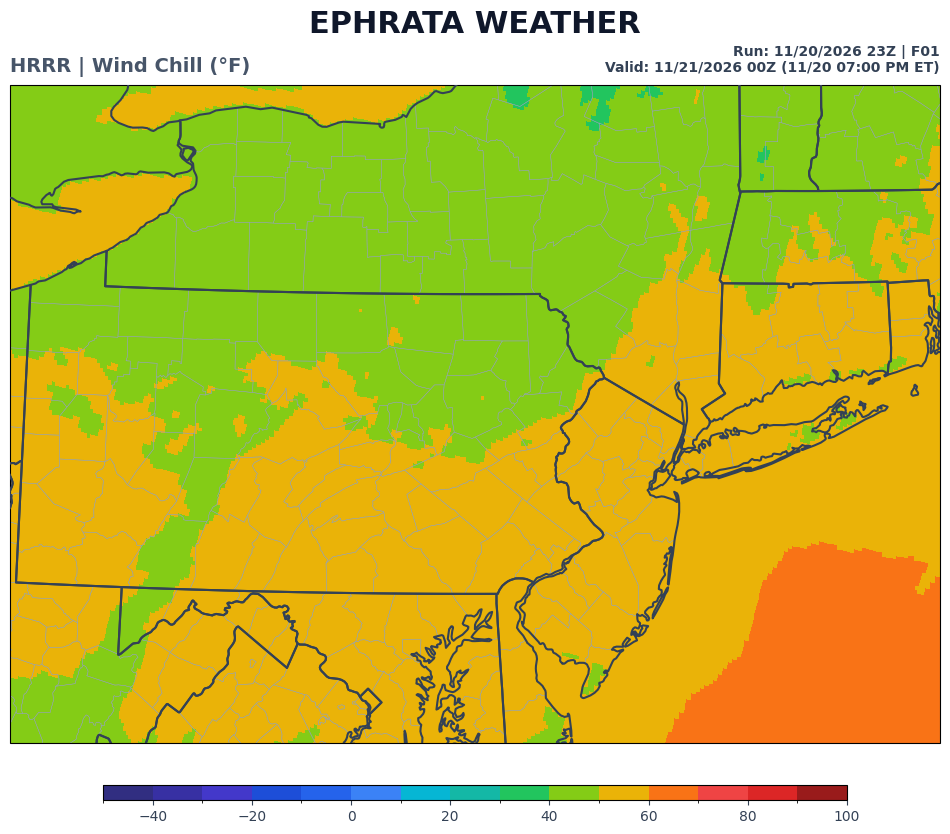 EPHRATA WEATHER
HRRR | Wind Chill (°F)
Run: 11/20/2026 23Z | F01
Valid: 11/21/2026 00Z (11/20 07:00 PM ET)
−40 −20 0 20 40 60 80 100